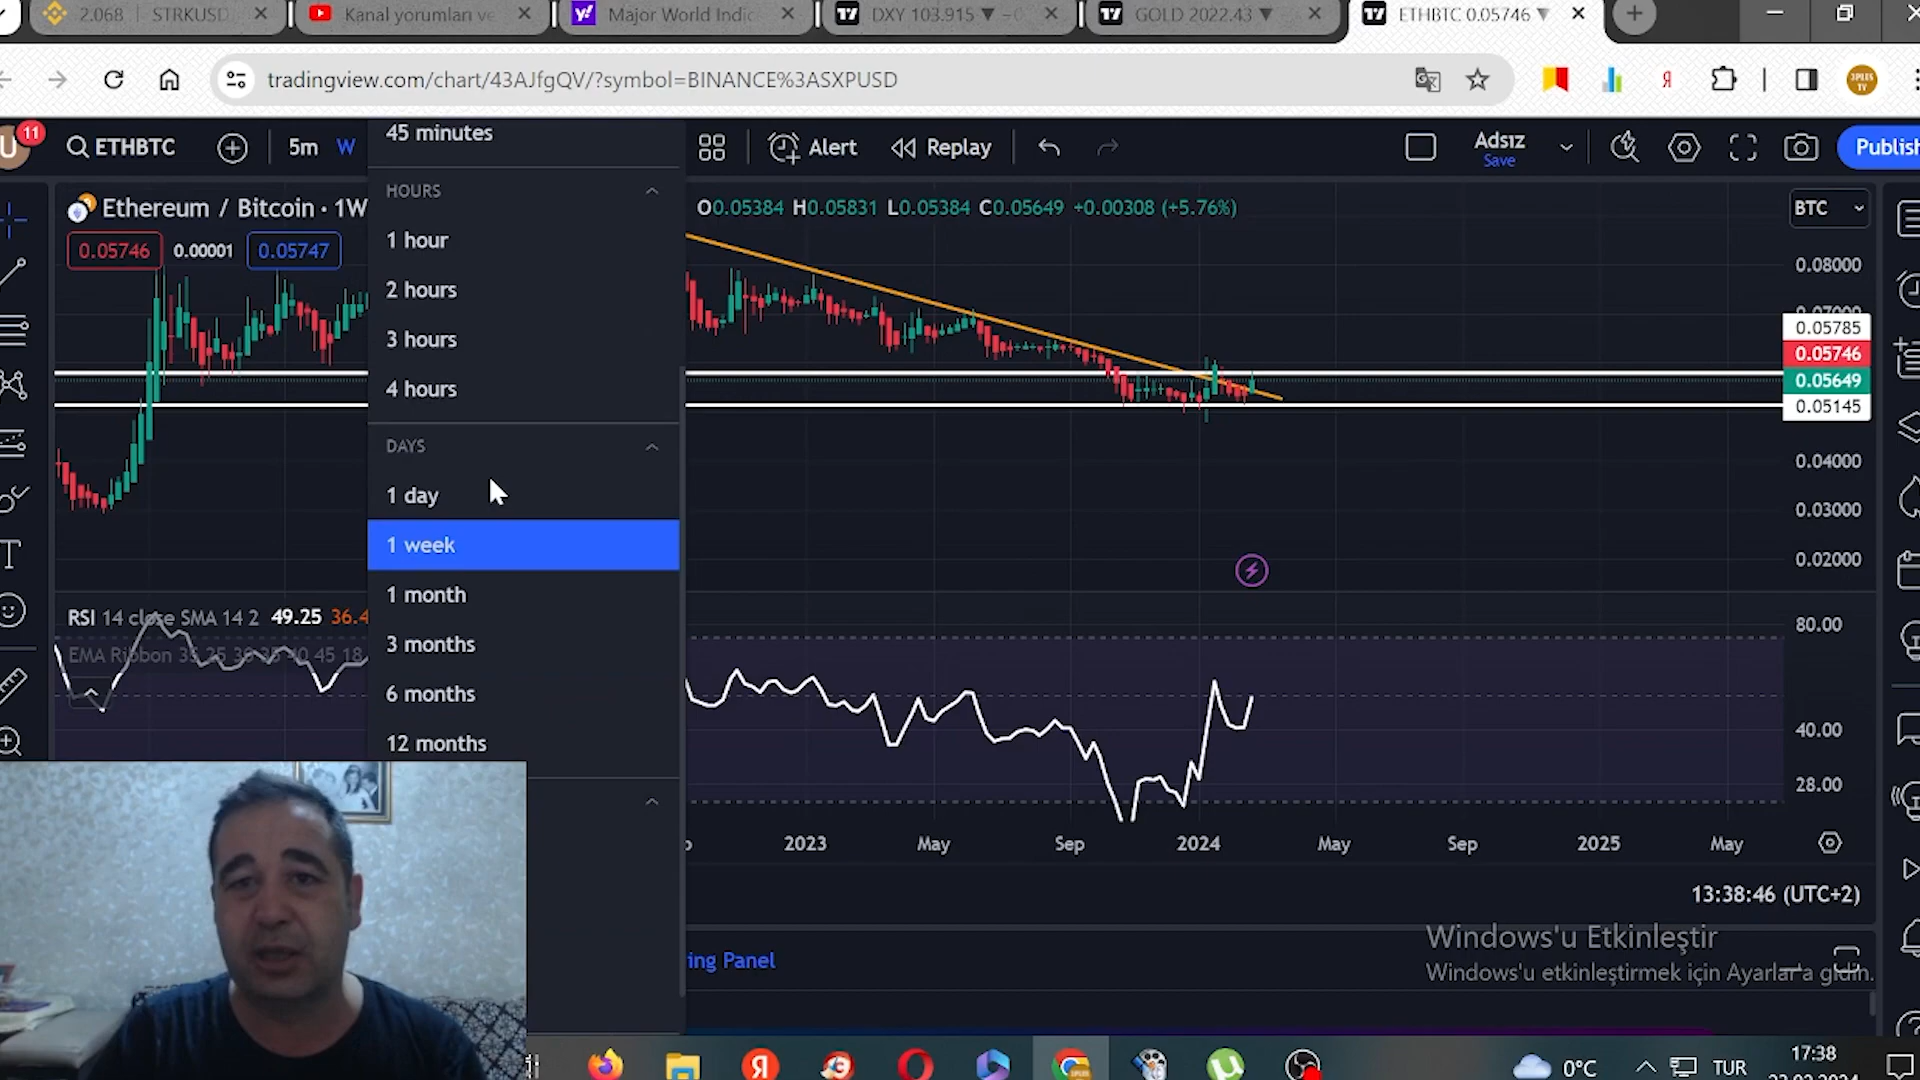 2.068 | STRKUSD
Kanal yorumları ve
Major World Indic
DXY 103.915 ▼
GOLD 2022.43 ▼
ETHBTC 0.05746 ▼
tradingview.com/chart/43AJfgQV/?symbol=BINANCE%3ASXPUSD
11
U
ETHBTC
5m
W
45 minutes
Alert
Replay
Adsız
Save
Publish
HOURS
Ethereum / Bitcoin · 1W
O0.05384 H0.05831 L0.05384 C0.05649 +0.00308 (+5.76%)
BTC
0.05746
0.00001
0.05747
1 hour
2 hours
3 hours
4 hours
DAYS
1 day
1 week
1 month
3 months
6 months
12 months
0.08000
0.05785
0.05746
0.05649
0.05145
0.04000
0.03000
0.02000
RSI 14 close SMA 14 2 49.25 36.4
80.00
40.00
28.00
2023
May
Sep
2024
May
Sep
2025
May
13:38:46 (UTC+2)
ing Panel
Windows'u Etkinleştir
Windows'u etkinleştirmek için Ayarlar'a gidin.
0°C
TUR
17:38